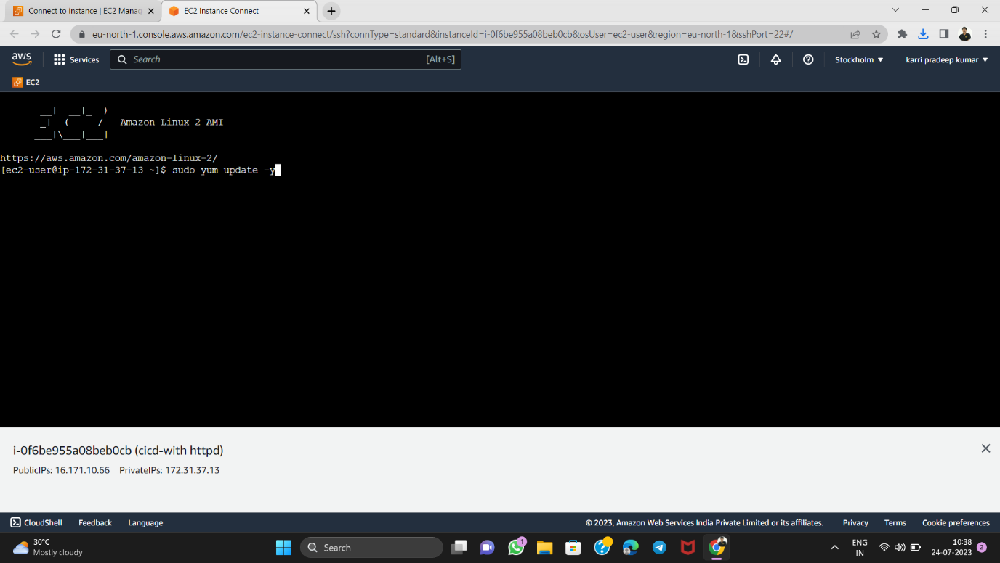 Connect to instance | EC2 Manag
EC2 Instance Connect
eu-north-1.console.aws.amazon.com/ec2-instance-connect/ssh?connType=standard&instanceId=i-0f6be955a08beb0cb&osUser=ec2-user&region=eu-north-1&sshPort=22#/
aws
Services
Search
[Alt+S]
Stockholm
karri pradeep kumar
EC2
__|  __|_  )
_|  (     /   Amazon Linux 2 AMI
___|\___|___|
https://aws.amazon.com/amazon-linux-2/
[ec2-user@ip-172-31-37-13 ~]$ sudo yum update -y
i-0f6be955a08beb0cb (cicd-with httpd)
PublicIPs: 16.171.10.66 PrivateIPs: 172.31.37.13
CloudShell Feedback Language © 2023, Amazon Web Services India Private Limited or its affiliates. Privacy Terms Cookie preferences
30°C
Mostly cloudy
Search
1
ENG
IN
10:38
24-07-2023
2